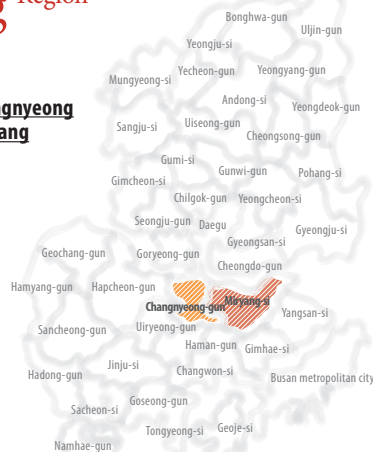 Region
Bonghwa-gun
Uljin-gun
Yeongju-si
Yecheon-gun
Yeongyang-gun
Mungyeong-si
Andong-si
Yeongdeok-gun
Sangju-si
Uiseong-gun
Cheongsong-gun
Gumi-si
Gunwi-gun
Pohang-si
Gimcheon-si
Chilgok-gun
Yeongcheon-si
Seongju-gun
Daegu
Gyeongju-si
Gyeongsan-si
Geochang-gun
Goryeong-gun
Cheongdo-gun
Hamyang-gun
Hapcheon-gun
Changnyeong-gun
Miryang-si
Yangsan-si
Sancheong-gun
Uiryeong-gun
Haman-gun
Gimhae-si
Jinju-si
Changwon-si
Hadong-gun
Busan metropolitan city
Sacheon-si
Goseong-gun
Tongyeong-si
Geoje-si
Namhae-gun